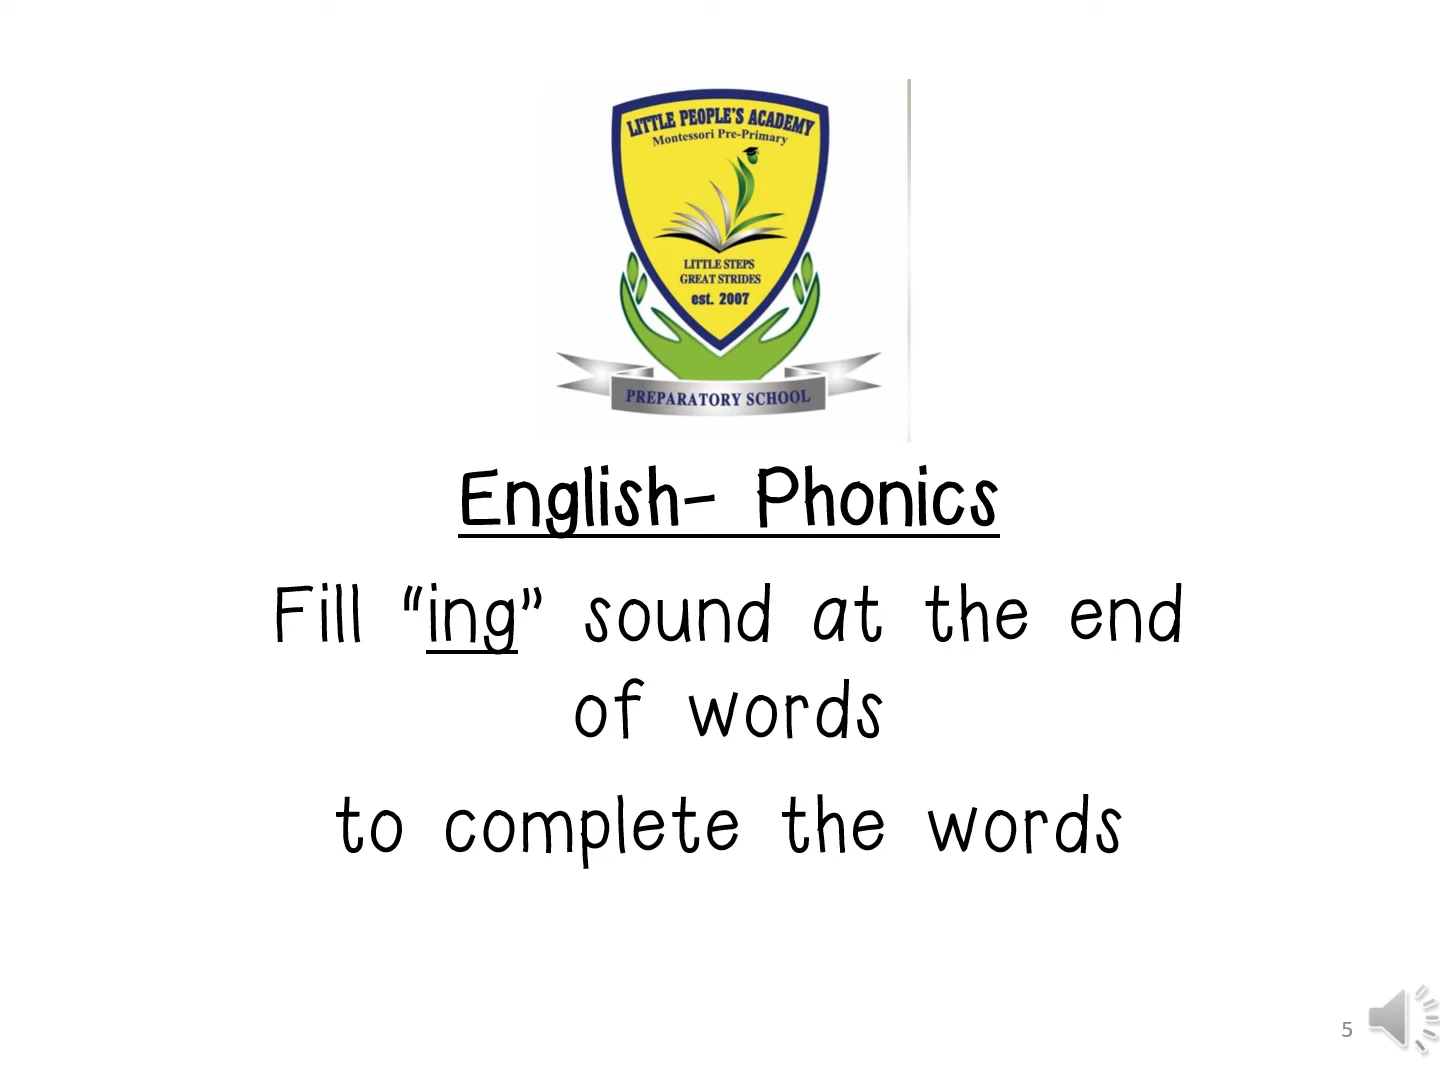 LITTLE PEOPLE'S ACADEMY
Montessori Pre-Primary
LITTLE STEPS
GREAT STRIDES
est. 2007
PREPARATORY SCHOOL
English- Phonics
Fill “ing” sound at the end
of words
to complete the words
5